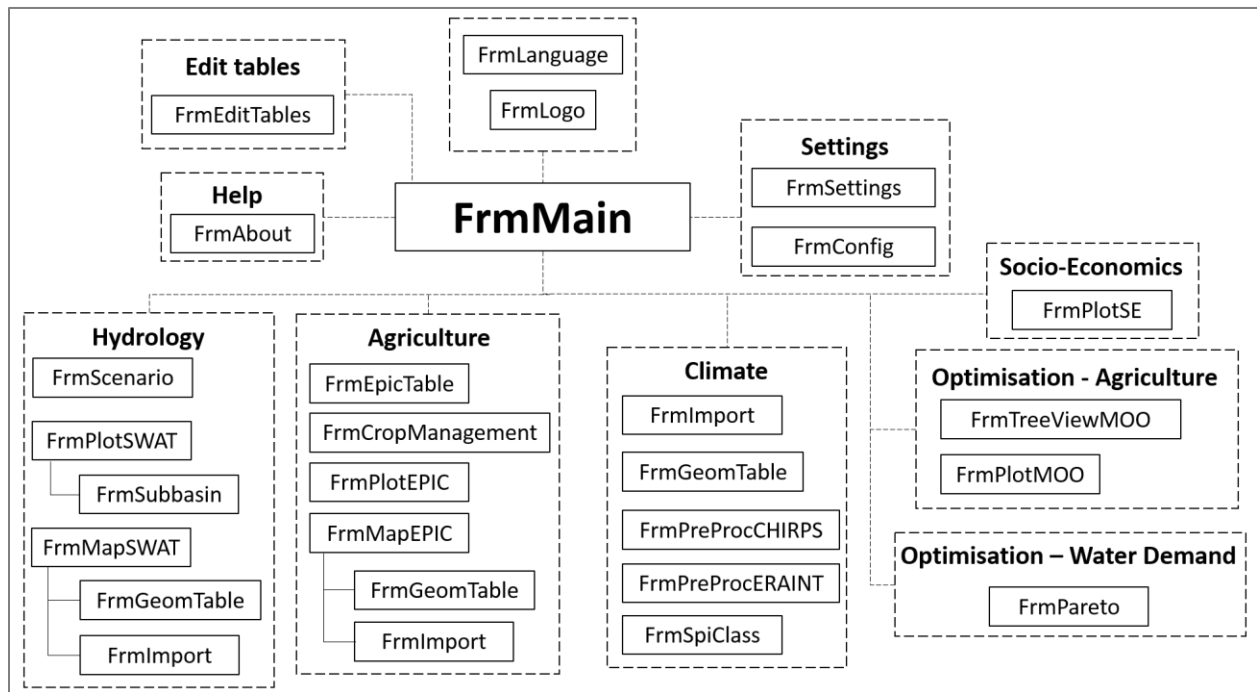 FrmLanguage
FrmLogo
Edit tables
FrmEditTables
Help
FrmAbout
FrmMain
Settings
FrmSettings
FrmConfig
Socio-Economics
FrmPlotSE
Hydrology
FrmScenario
FrmPlotSWAT
FrmSubbasin
FrmMapSWAT
FrmGeomTable
FrmImport
Agriculture
FrmEpicTable
FrmCropManagement
FrmPlotEPIC
FrmMapEPIC
FrmGeomTable
FrmImport
Climate
FrmImport
FrmGeomTable
FrmPreProcCHIRPS
FrmPreProcERAINT
FrmSpiClass
Optimisation - Agriculture
FrmTreeViewMOO
FrmPlotMOO
Optimisation – Water Demand
FrmPareto